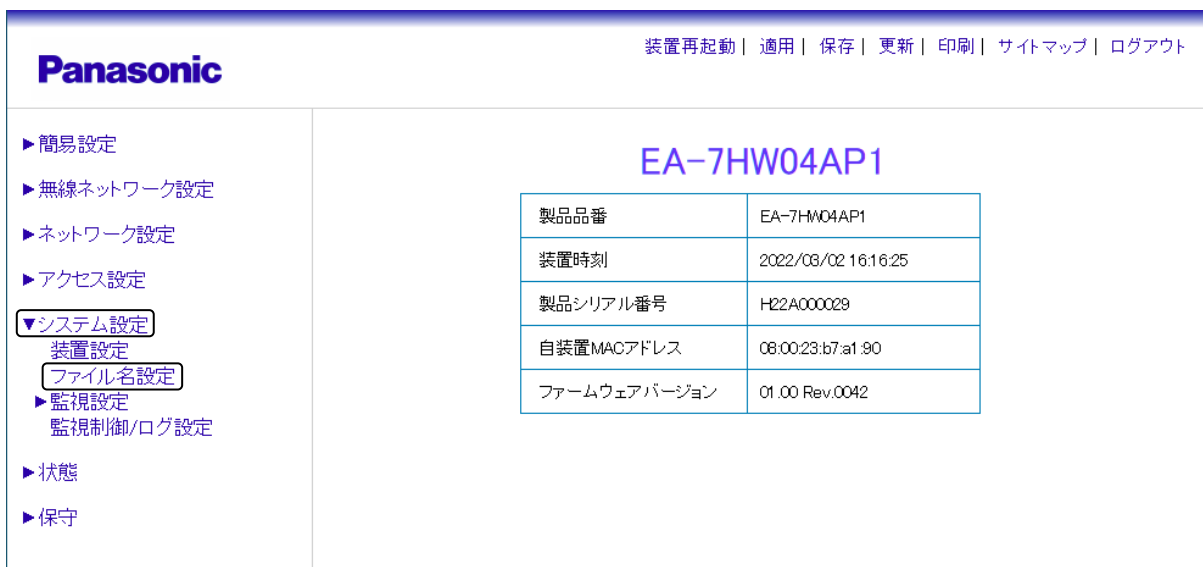 装置再起動| 適用| 保存| 更新| 印刷| サイトマップ| ログアウト
Panasonic
▶簡易設定
▶無線ネットワーク設定
▶ネットワーク設定
▶アクセス設定
▼システム設定
装置設定
ファイル名設定
▶監視設定
監視制御/ログ設定
▶状態
▶保守
EA-7HW04AP1
製品品番 EA-7HW04AP1
装置時刻 2022/03/02 16:16:25
製品シリアル番号 H22A000029
自装置MACアドレス 08:00:23:b7:a1:90
ファームウェアバージョン 01.00 Rev.0042